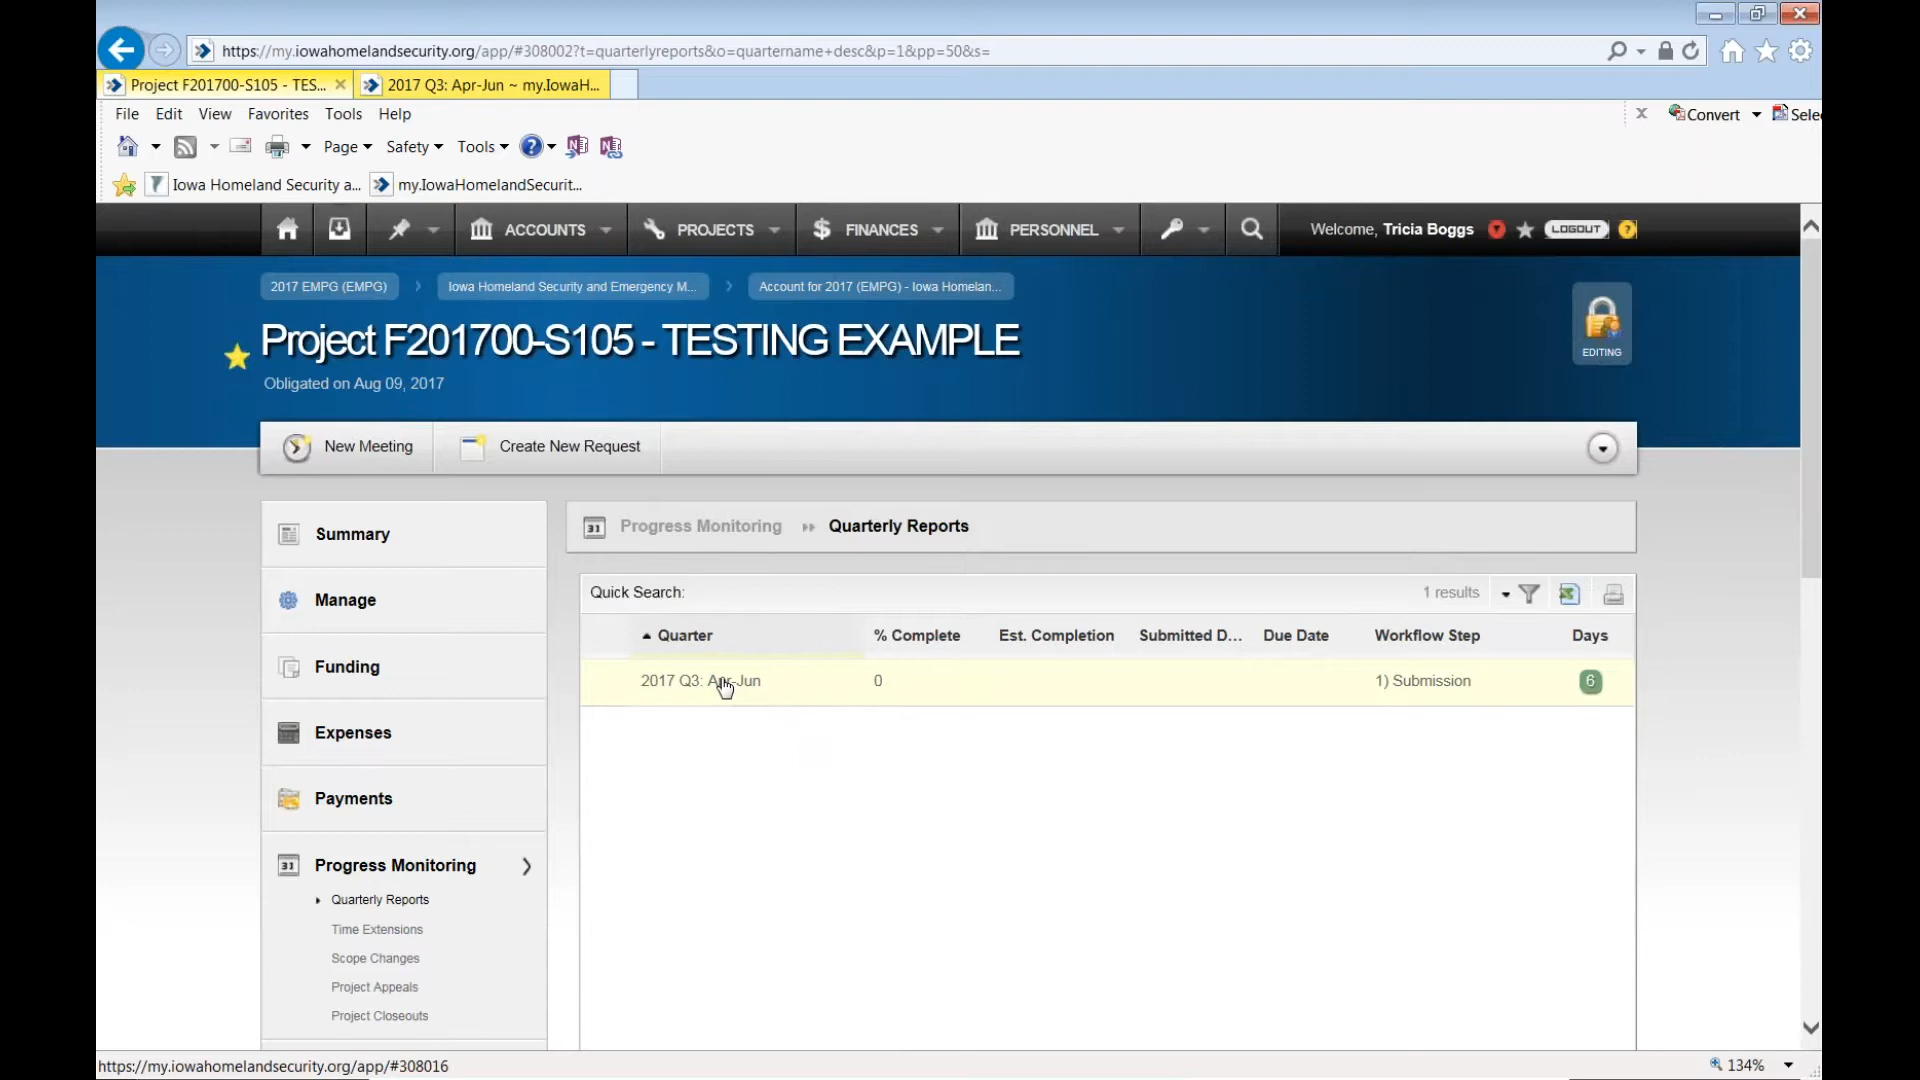 https://my.iowahomelandsecurity.org/app/#308002?t=quarterlyreports&o=quartername+desc&p=1&pp=50&s=
Project F201700-S105 - TES...
2017 Q3: Apr-Jun ~ my.IowaH...
File Edit View Favorites Tools Help
Convert
Sele
Page Safety Tools
Iowa Homeland Security a...
my.IowaHomelandSecurit...
ACCOUNTS PROJECTS FINANCES PERSONNEL
Welcome, Tricia Boggs
LOGOUT
?
2017 EMPG (EMPG)
Iowa Homeland Security and Emergency M...
Account for 2017 (EMPG) - Iowa Homelan...
Project F201700-S105 - TESTING EXAMPLE
EDITING
Obligated on Aug 09, 2017
New Meeting
Create New Request
Summary
Manage
Funding
Expenses
Payments
31 Progress Monitoring
Quarterly Reports
Time Extensions
Scope Changes
Project Appeals
Project Closeouts
31 Progress Monitoring Quarterly Reports
Quick Search:
1 results
Quarter % Complete Est. Completion Submitted D... Due Date Workflow Step Days
2017 Q3: Apr-Jun 0 1) Submission 6
https://my.iowahomelandsecurity.org/app/#308016
134%